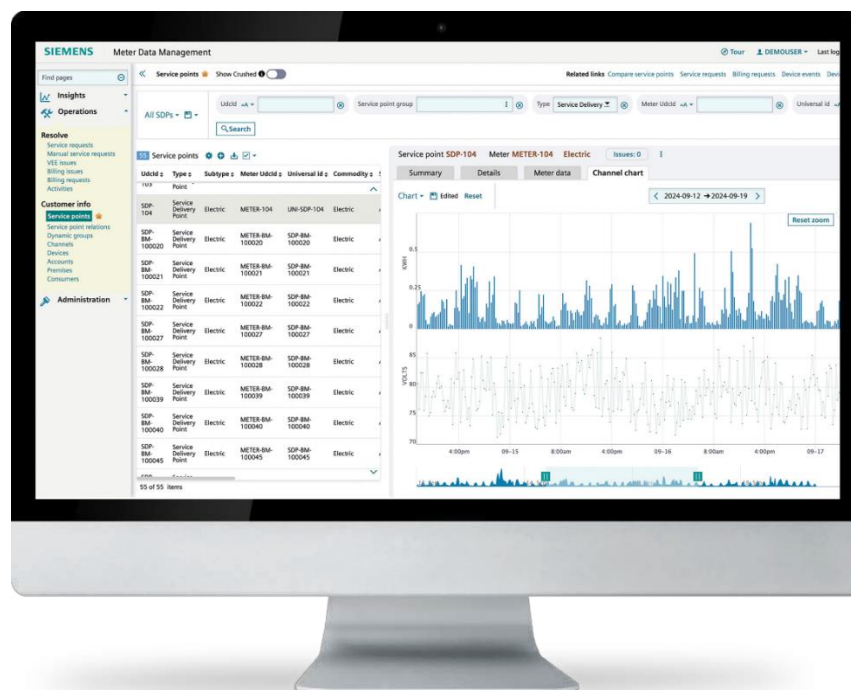 SIEMENS Meter Data Management
Tour DEMOUSER Last log
Find pages
Service points Show Crushed
Related links Compare service points Service requests Billing requests Device events
Insights
Operations
All SDPs
UdcId
Service point group
Type Service Delivery
Meter UdcId
Universal id
Search
Resolve
Service requests
Manual service requests
VEE issues
Billing issues
Billing requests
Activities
Customer info
Service points
Service point relations
Dynamic groups
Channels
Devices
Accounts
Premises
Consumers
Administration
55 Service points
UdcId Type Subtype Meter UdcId Universal id Commodity
103 Point
SDP-104 Service Delivery Point Electric METER-104 UNI-SDP-104 Electric
SDP-BM-100020 Service Delivery Point Electric METER-BM-100020 SDP-BM-100020 Electric
SDP-BM-100021 Service Delivery Point Electric METER-BM-100021 SDP-BM-100021 Electric
SDP-BM-100022 Service Delivery Point Electric METER-BM-100022 SDP-BM-100022 Electric
SDP-BM-100027 Service Delivery Point Electric METER-BM-100027 SDP-BM-100027 Electric
SDP-BM-100028 Service Delivery Point Electric METER-BM-100028 SDP-BM-100028 Electric
SDP-BM-100039 Service Delivery Point Electric METER-BM-100039 SDP-BM-100039 Electric
SDP-BM-100040 Service Delivery Point Electric METER-BM-100040 SDP-BM-100040 Electric
SDP-BM-100045 Service Delivery Point Electric METER-BM-100045 SDP-BM-100045 Electric
55 of 55 items
Service point SDP-104 Meter METER-104 Electric Issues: 0
Summary Details Meter data Channel chart
Chart Edited Reset
2024-09-12 → 2024-09-19
Reset zoom
KWH
0.5
0.25
0
VOLTS
85
80
75
70
4:00pm 09-15 8:00am 4:00pm 09-16 8:00am 4:00pm 09-17